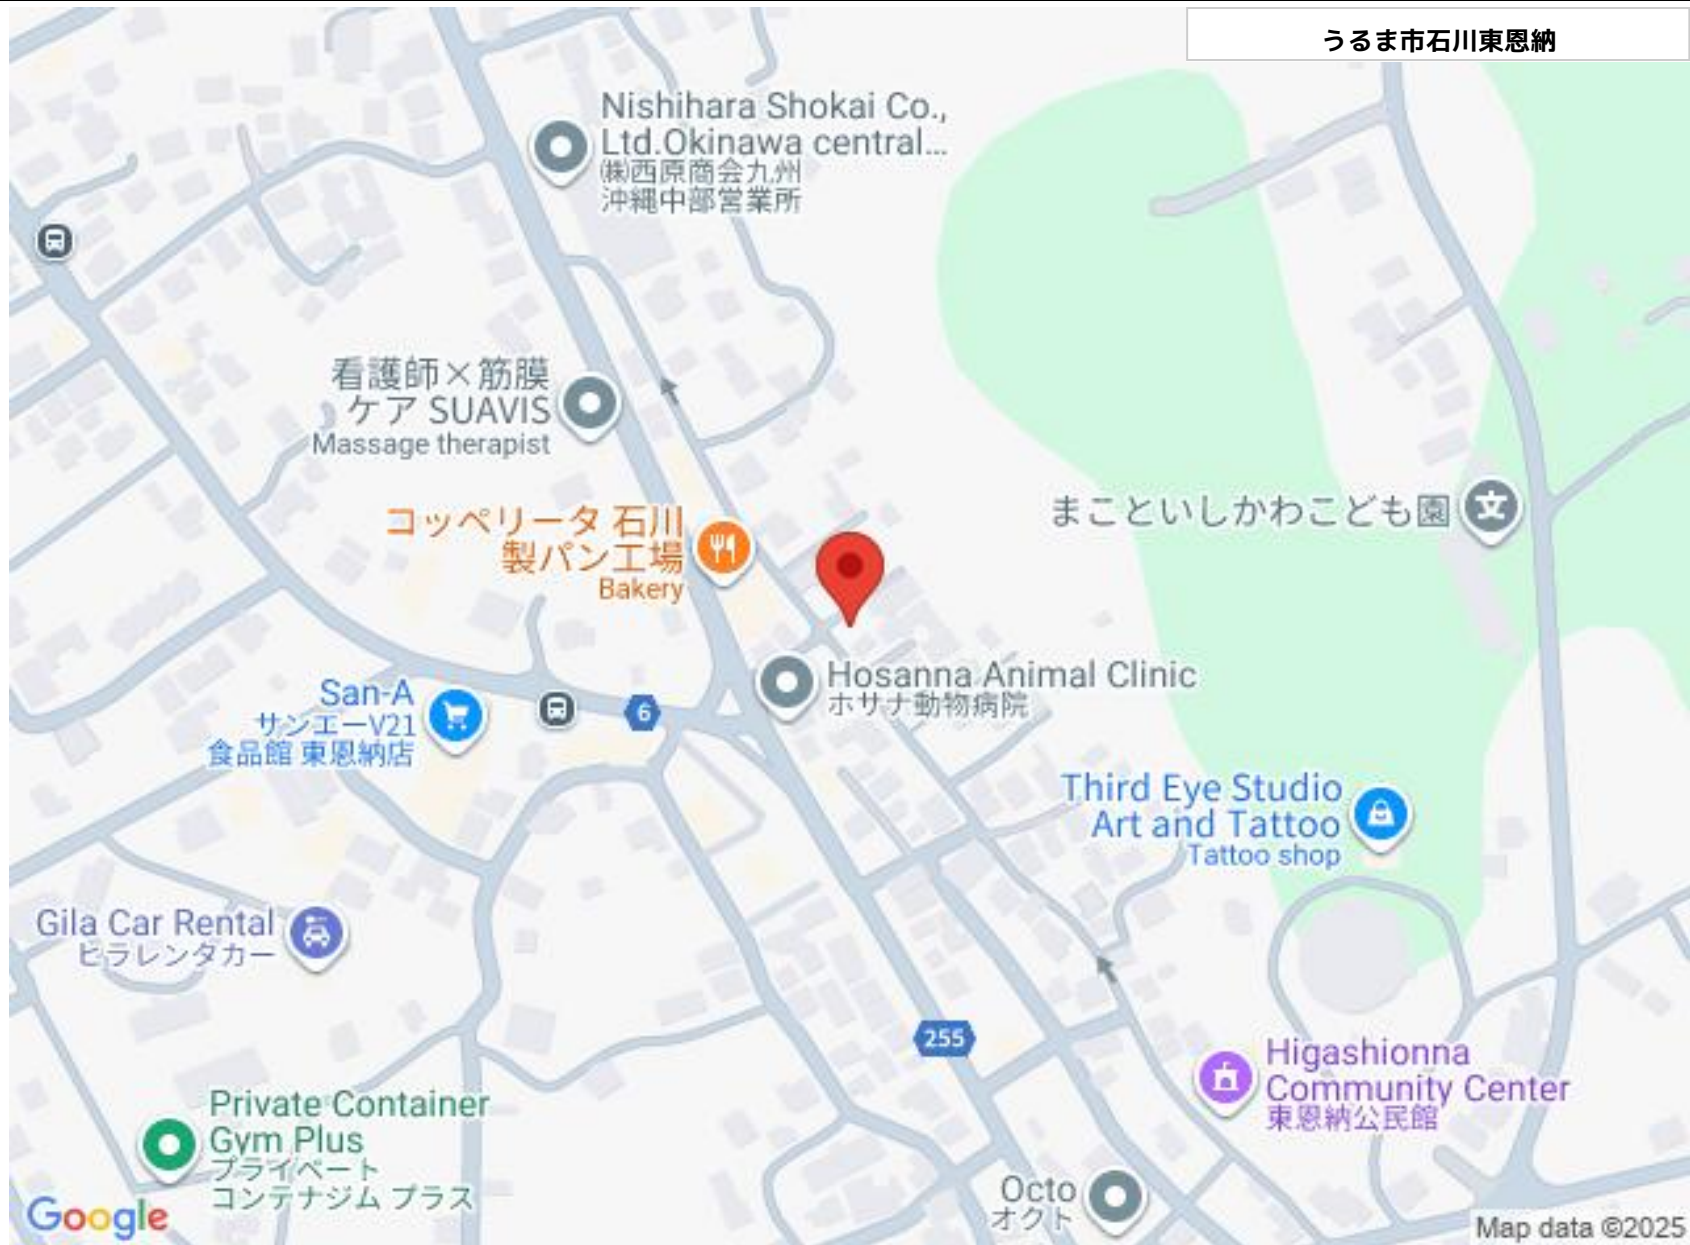 うるま市石川東恩納
Nishihara Shokai Co.,
Ltd.Okinawa central...
㈱西原商会九州
沖縄中部営業所
看護師×筋膜
ケア SUAVIS
Massage therapist
コッペリータ 石川
製パン工場
Bakery
まこといしかわこども園
文
Hosanna Animal Clinic
ホサナ動物病院
San-A
サンエーV21
食品館 東恩納店
6
Third Eye Studio
Art and Tattoo
Tattoo shop
Gila Car Rental
ヒラレンタカー
255
Higashionna
Community Center
東恩納公民館
Private Container
Gym Plus
プライベート
コンテナジム プラス
Octo
オクト
Google
Map data ©2025